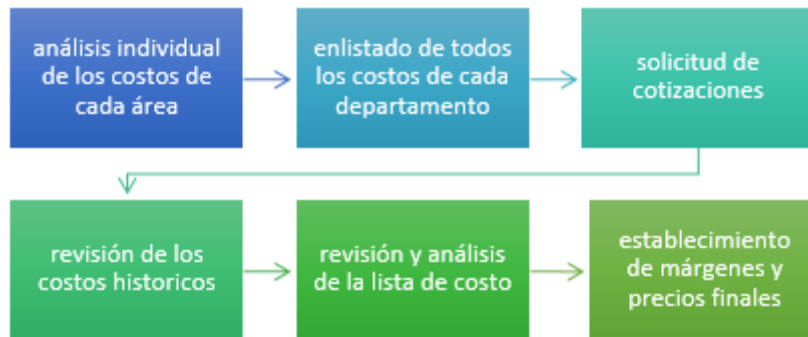 análisis individual
de los costos de
cada área
enlistado de todos
los costos de cada
departamento
solicitud de
cotizaciones
revisión de los
costos historicos
revisión y análisis
de la lista de costo
establecimiento
de márgenes y
precios finales